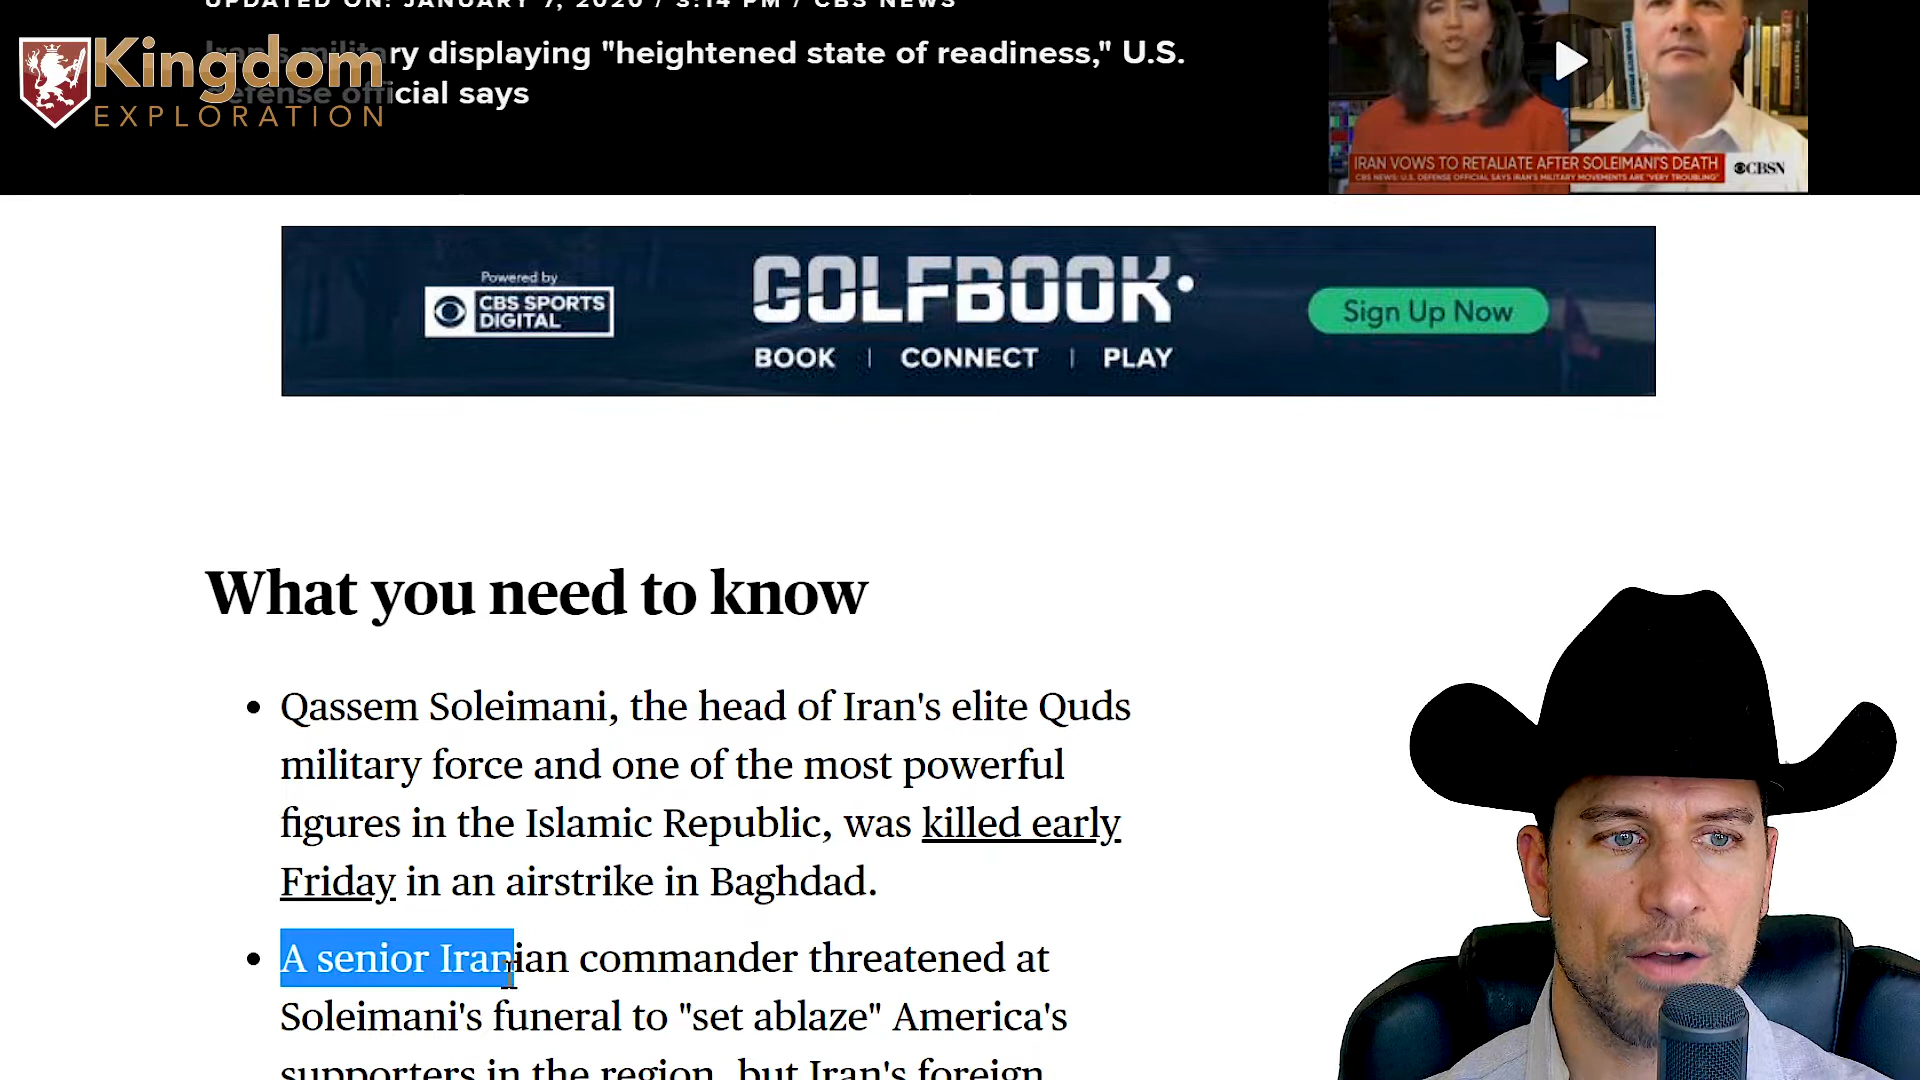 UPDATED ON: JANUARY 7, 2020 / 3:14 PM / CBS NEWS
Iran's military displaying "heightened state of readiness," U.S.
defense official says
Kingdom
EXPLORATION
IRAN VOWS TO RETALIATE AFTER SOLEIMANI'S DEATH
CBS NEWS: U.S. DEFENSE OFFICIAL SAYS IRAN'S MILITARY MOVEMENTS ARE "VERY TROUBLING"
CBSN
Powered by
CBS SPORTS
DIGITAL
GOLFBOOK
BOOK | CONNECT | PLAY
Sign Up Now
What you need to know
• Qassem Soleimani, the head of Iran's elite Quds
military force and one of the most powerful
figures in the Islamic Republic, was killed early
Friday in an airstrike in Baghdad.
• A senior Iranian commander threatened at
Soleimani's funeral to "set ablaze" America's
supporters in the region, but Iran's foreign